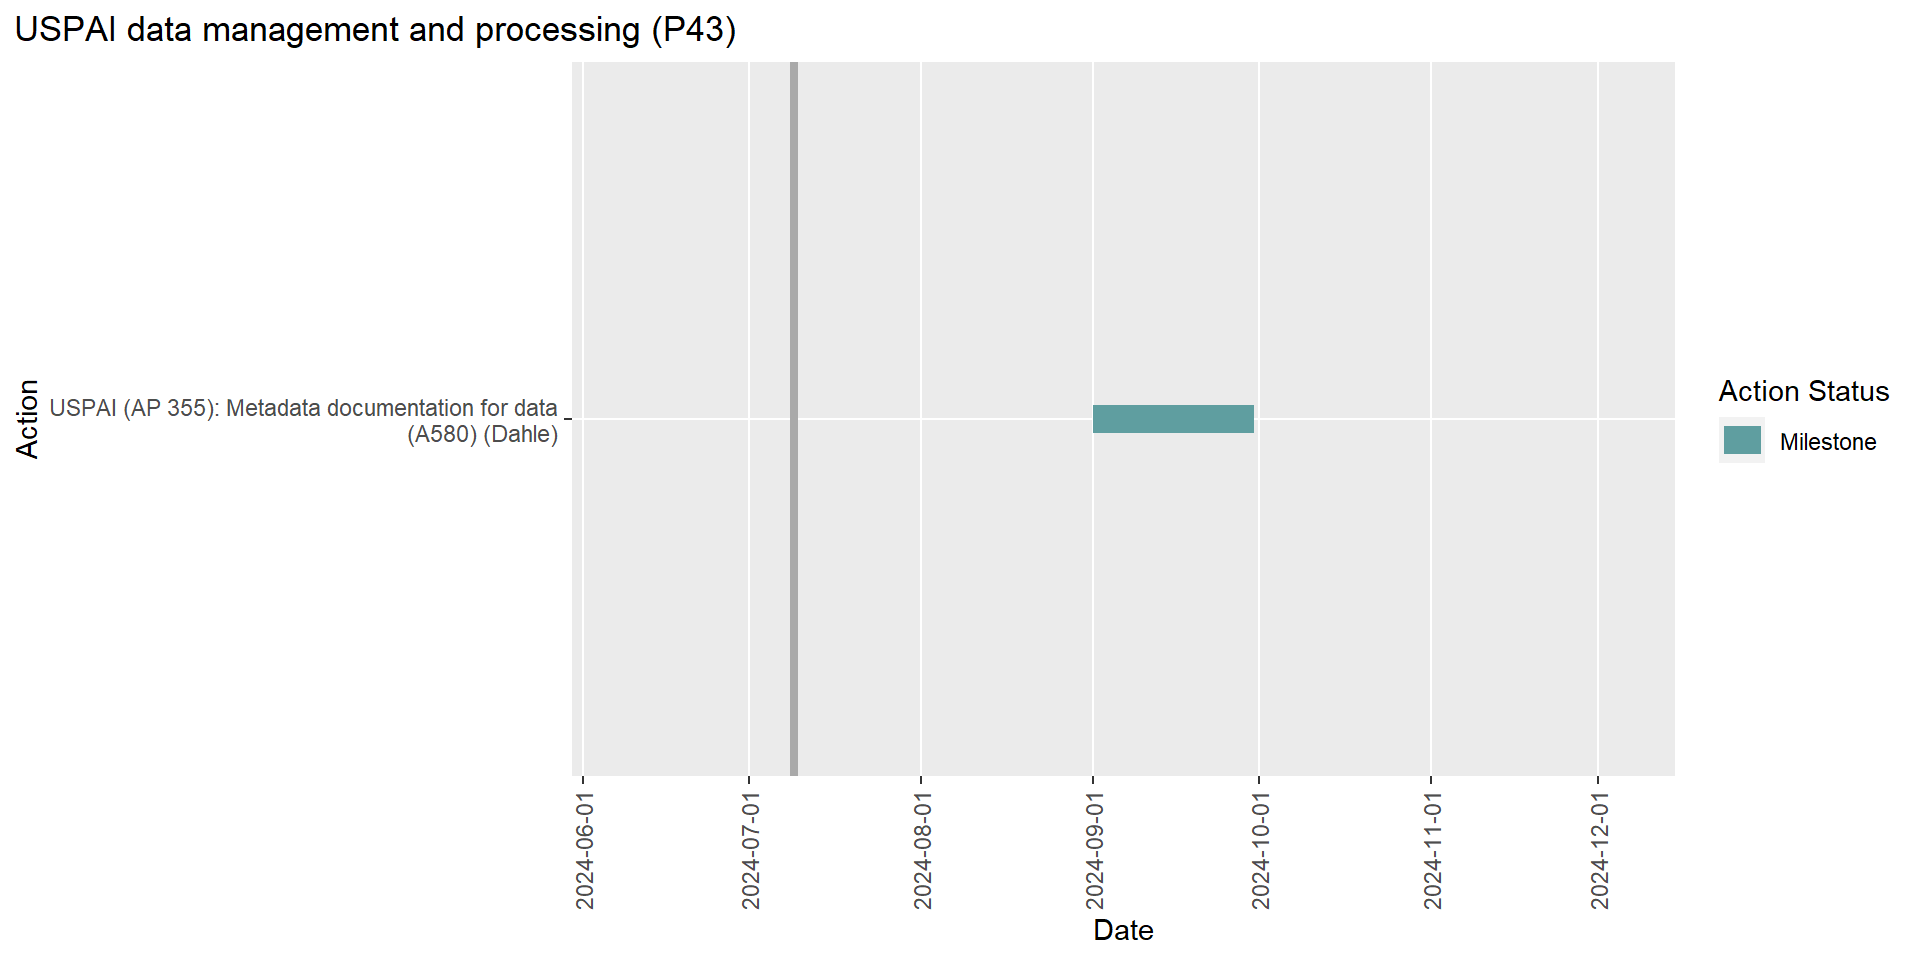 USPAI data management and processing (P43)
Action
USPAI (AP 355): Metadata documentation for data
(A580) (Dahle)
Action Status
Milestone
2024-06-01
2024-07-01
2024-08-01
2024-09-01
2024-10-01
2024-11-01
2024-12-01
Date